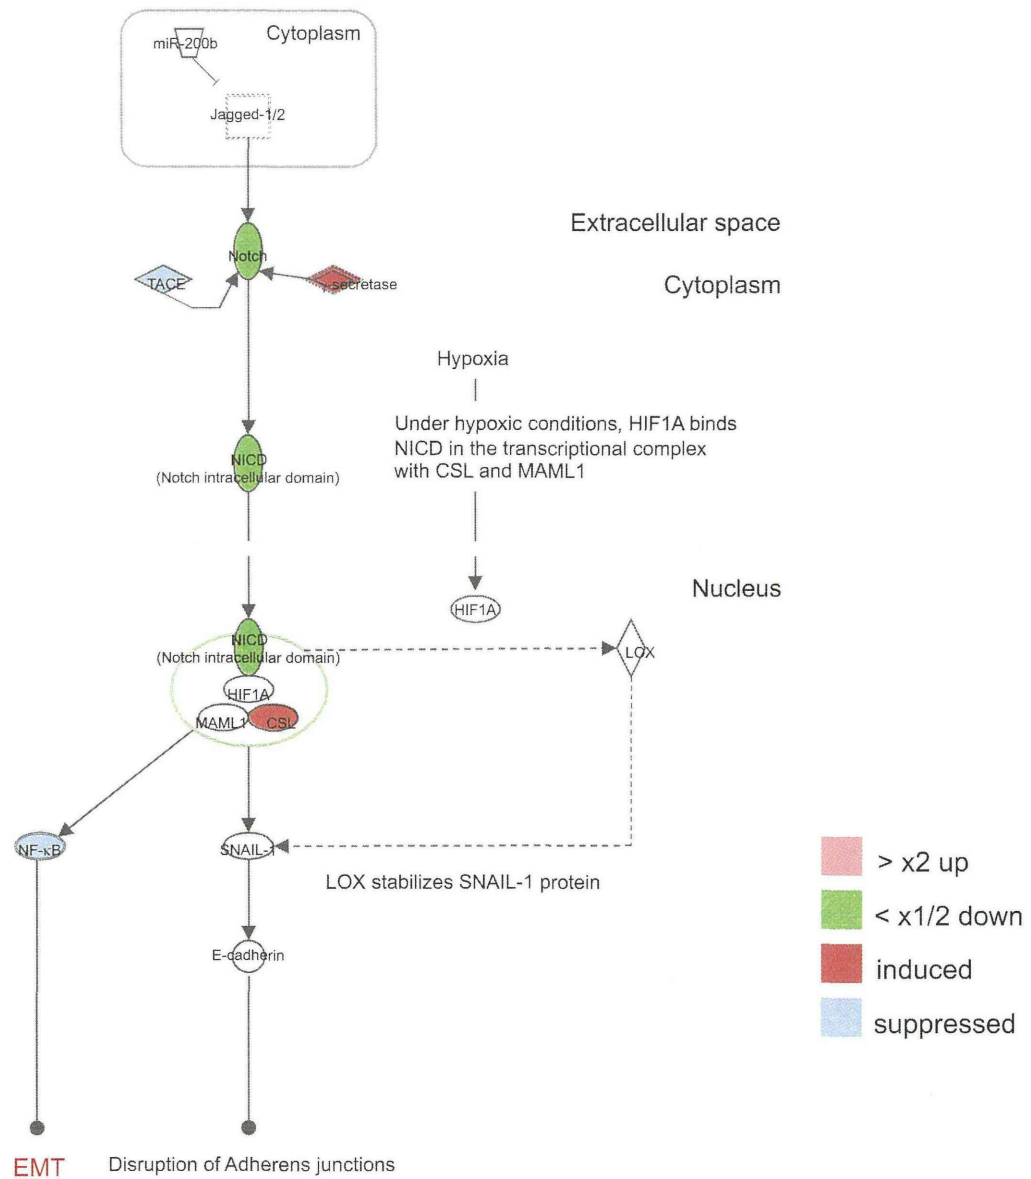 Cytoplasm
miR-200b
Jagged-1/2
Extracellular space
Notch
TACE
γ-secretase
Cytoplasm
Hypoxia
Under hypoxic conditions, HIF1A binds
NICD in the transcriptional complex
with CSL and MAML1
NICD
(Notch intracellular domain)
Nucleus
HIF1A
NICD
(Notch intracellular domain)
LOX
HIF1A
MAML1
CSL
NF-κB
SNAIL-1
LOX stabilizes SNAIL-1 protein
E-cadherin
> x2 up
< x1/2 down
induced
suppressed
EMT
Disruption of Adherens junctions